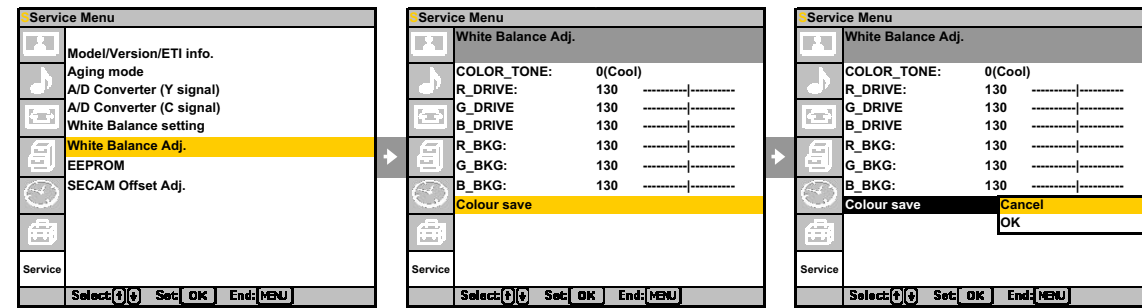 Service Menu
Model/Version/ETI info.
Aging mode
A/D Converter (Y signal)
A/D Converter (C signal)
White Balance setting
White Balance Adj.
EEPROM
SECAM Offset Adj.
Service
Select: Set: OK End: MENU
Service Menu
White Balance Adj.
COLOR_TONE: 0(Cool)
R_DRIVE: 130 ----------|----------
G_DRIVE 130 ----------|----------
B_DRIVE 130 ----------|----------
R_BKG: 130 ----------|----------
G_BKG: 130 ----------|----------
B_BKG: 130 ----------|----------
Colour save
Service
Select: Set: OK End: MENU
Service Menu
White Balance Adj.
COLOR_TONE: 0(Cool)
R_DRIVE: 130 ----------|----------
G_DRIVE 130 ----------|----------
B_DRIVE 130 ----------|----------
R_BKG: 130 ----------|----------
G_BKG: 130 ----------|----------
B_BKG: 130 ----------|----------
Colour save Cancel
OK
Service
Select: Set: OK End: MENU